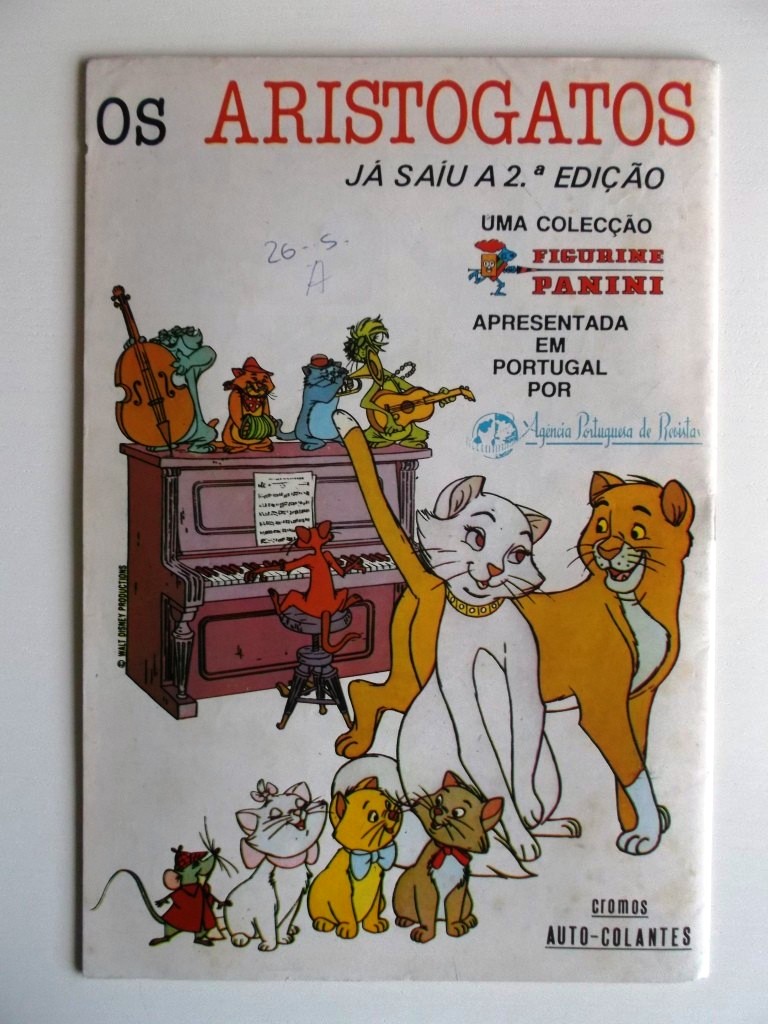 OS ARISTOGATOS
JÁ SAÍU A 2.ª EDIÇÃO
UMA COLECÇÃO
FIGURINE
PANINI
APRESENTADA
EM
PORTUGAL
POR
Agência Portuguesa de Revistas
26-5.
A
© WALT DISNEY PRODUCTIONS
cromos
AUTO-COLANTES